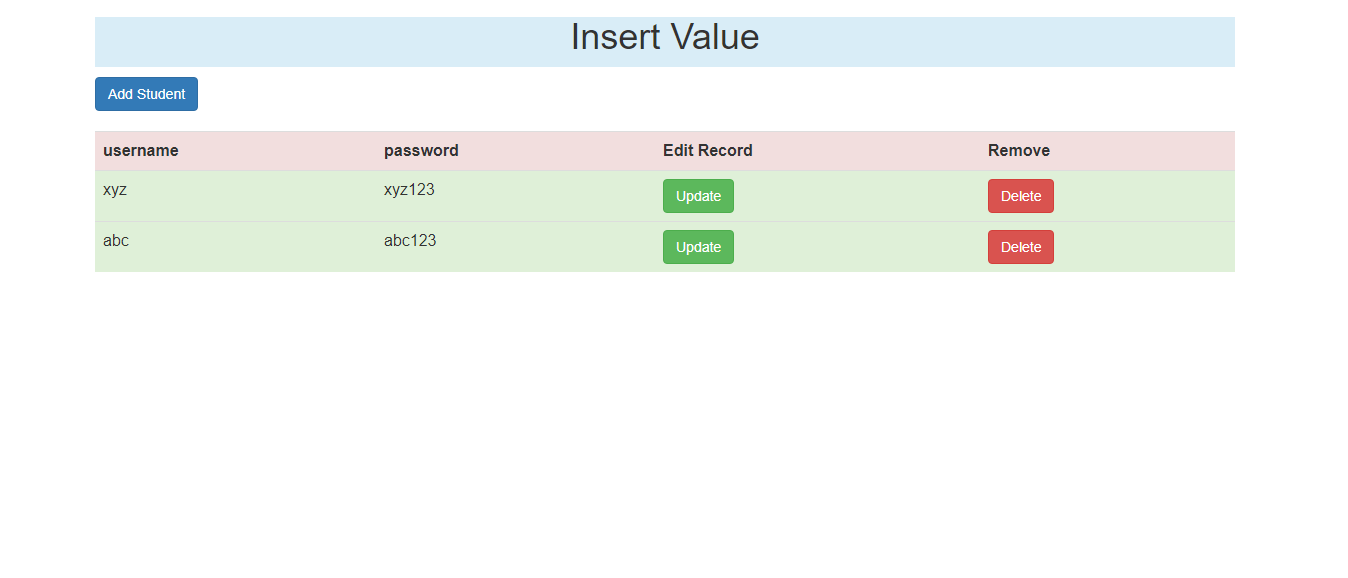 Insert Value
Add Student
username password Edit Record Remove
xyz xyz123 Update Delete
abc abc123 Update Delete